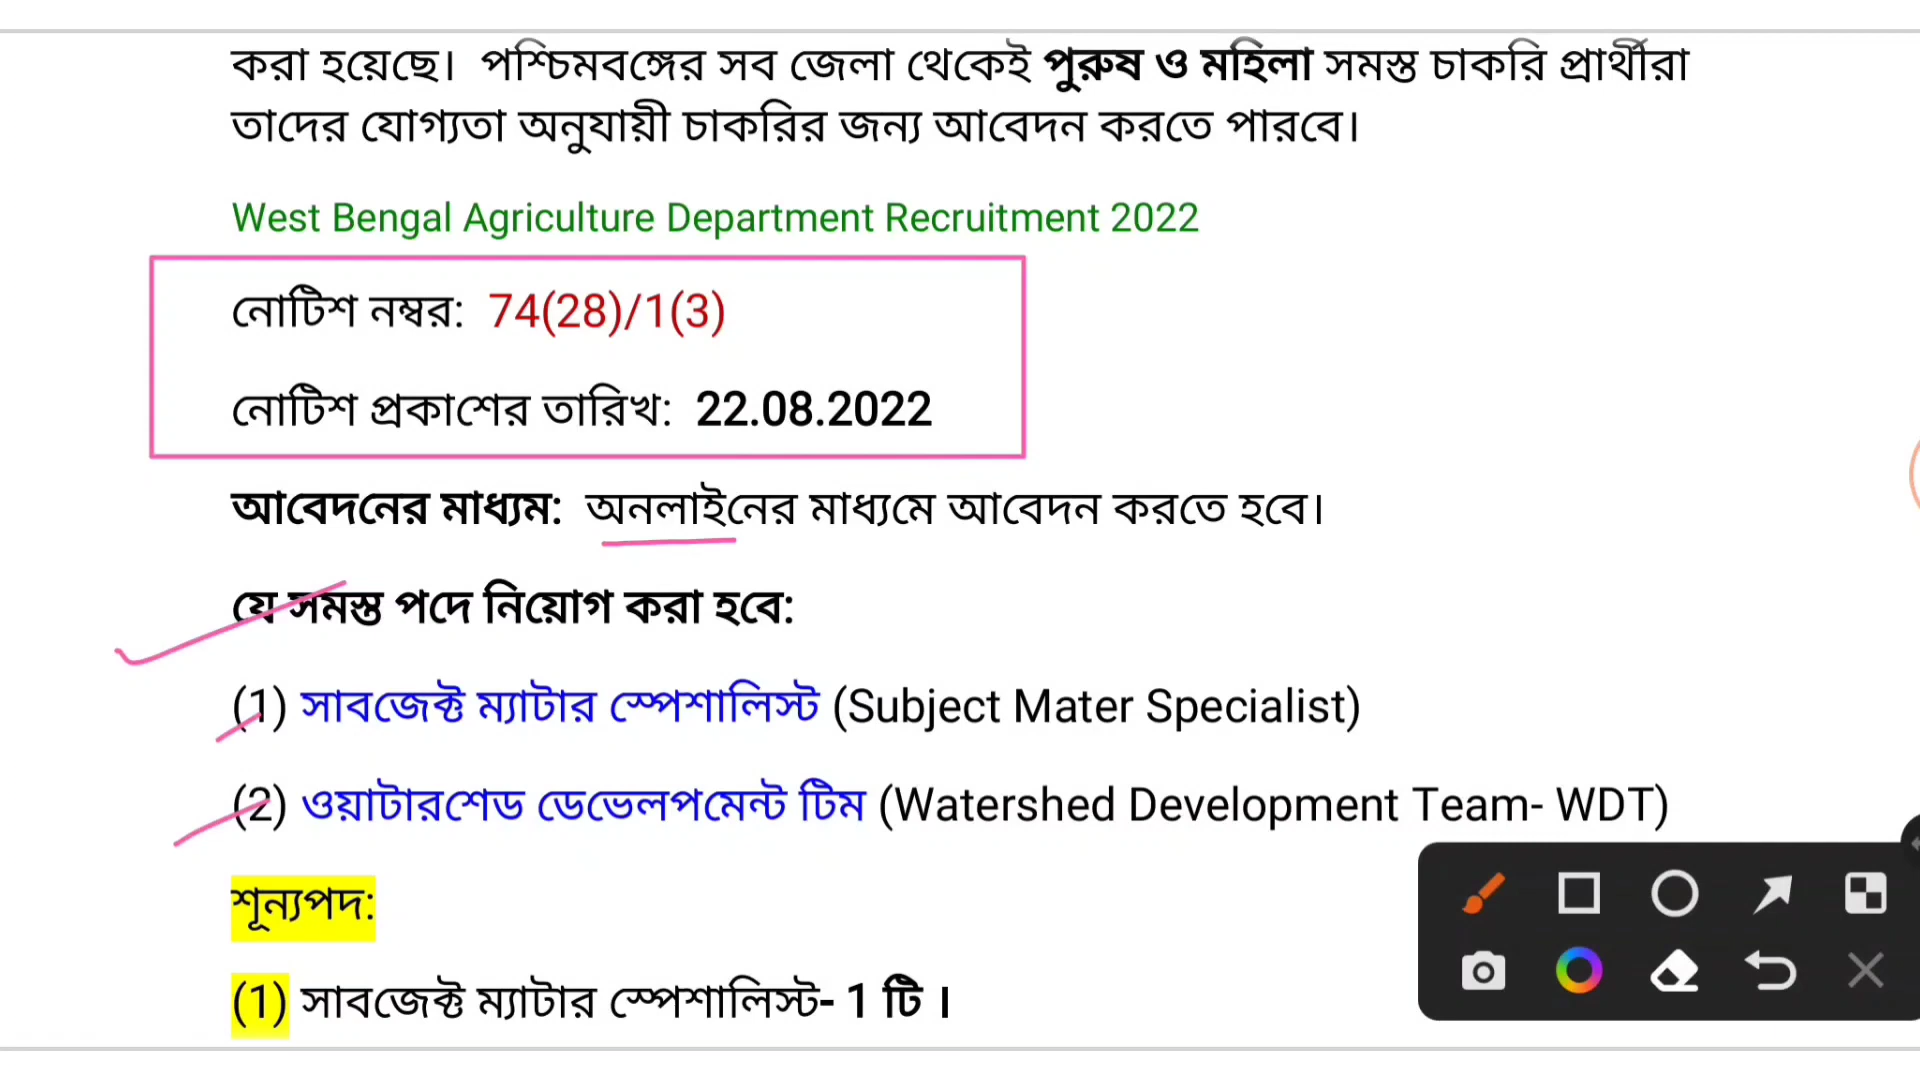 করা হয়েছে। পশ্চিমবঙ্গের সব জেলা থেকেই পুরুষ ও মহিলা সমস্ত চাকরি প্রার্থীরা
তাদের যোগ্যতা অনুযায়ী চাকরির জন্য আবেদন করতে পারবে।
West Bengal Agriculture Department Recruitment 2022
নোটিশ নম্বর: 74(28)/1(3)
নোটিশ প্রকাশের তারিখ: 22.08.2022
আবেদনের মাধ্যম: অনলাইনের মাধ্যমে আবেদন করতে হবে।
যে সমস্ত পদে নিয়োগ করা হবে:
(1) সাবজেক্ট ম্যাটার স্পেশালিস্ট (Subject Mater Specialist)
(2) ওয়াটারশেড ডেভেলপমেন্ট টিম (Watershed Development Team- WDT)
শূন্যপদ:
(1) সাবজেক্ট ম্যাটার স্পেশালিস্ট- 1 টি ।